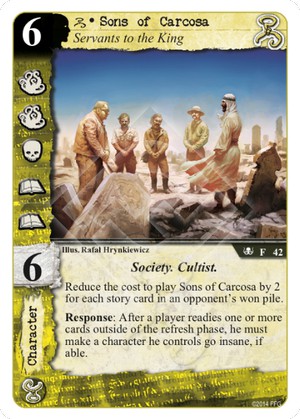 6
• Sons of Carcosa
Servants to the King
Illus. Rafał Hrynkiewicz
F 42
6
Society. Cultist.
Reduce the cost to play Sons of Carcosa by 2
for each story card in an opponent's won pile.
Response: After a player readies one or more
cards outside of the refresh phase, he must
make a character he controls go insane, if
able.
Character
©2014 FFG